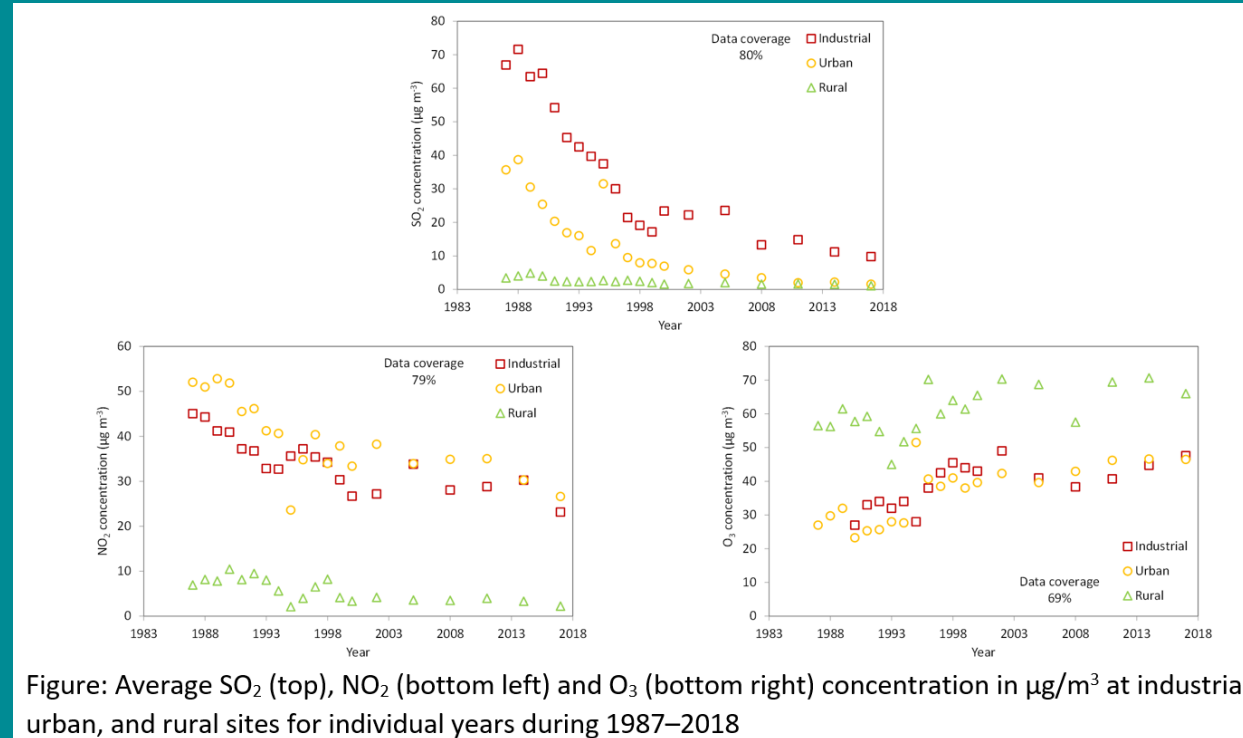 80
70
60
50
40
30
20
10
0
SO₂ concentration (µg m⁻³)
Data coverage
80%
Industrial
Urban
Rural
1983 1988 1993 1998 2003 2008 2013 2018
Year
60
50
40
30
20
10
0
NO₂ concentration (µg m⁻³)
Data coverage
79%
Industrial
Urban
Rural
1983 1988 1993 1998 2003 2008 2013 2018
Year
80
70
60
50
40
30
20
10
0
O₃ concentration (µg m⁻³)
Industrial
Urban
Rural
Data coverage
69%
1983 1988 1993 1998 2003 2008 2013 2018
Year
Figure: Average SO₂ (top), NO₂ (bottom left) and O₃ (bottom right) concentration in µg/m³ at industria
urban, and rural sites for individual years during 1987–2018